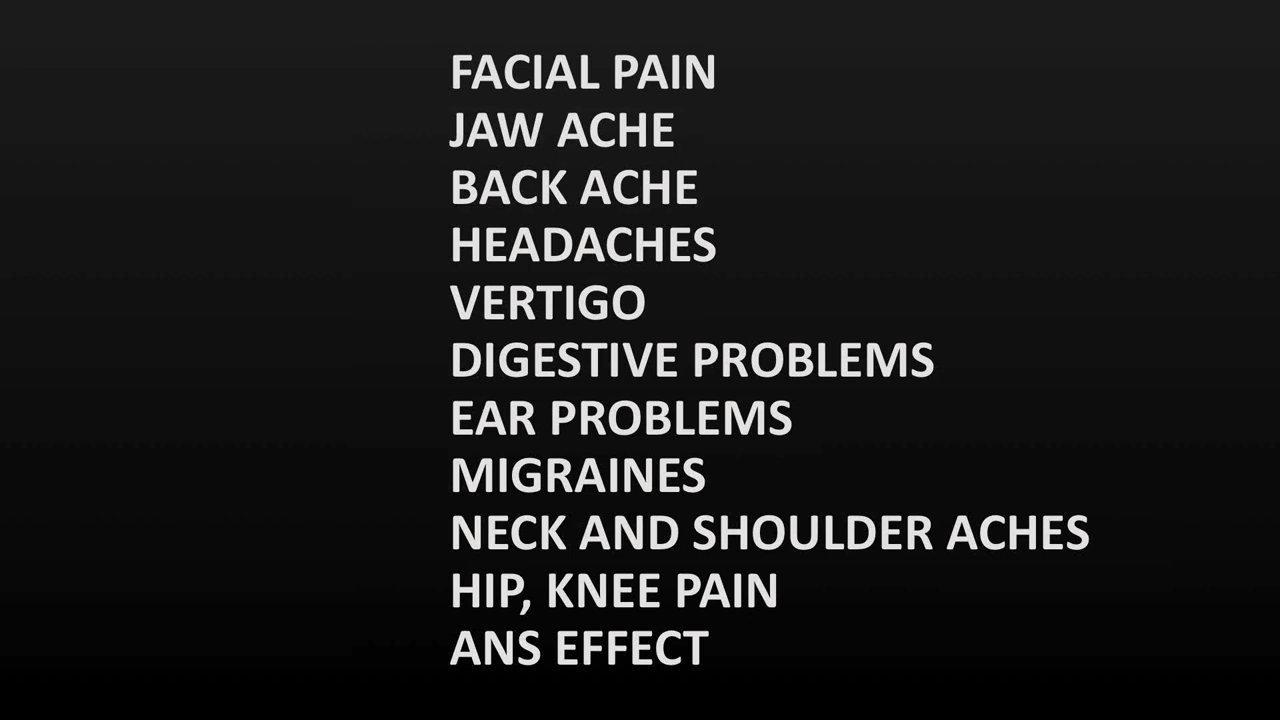 FACIAL PAIN
JAW ACHE
BACK ACHE
HEADACHES
VERTIGO
DIGESTIVE PROBLEMS
EAR PROBLEMS
MIGRAINES
NECK AND SHOULDER ACHES
HIP, KNEE PAIN
ANS EFFECT